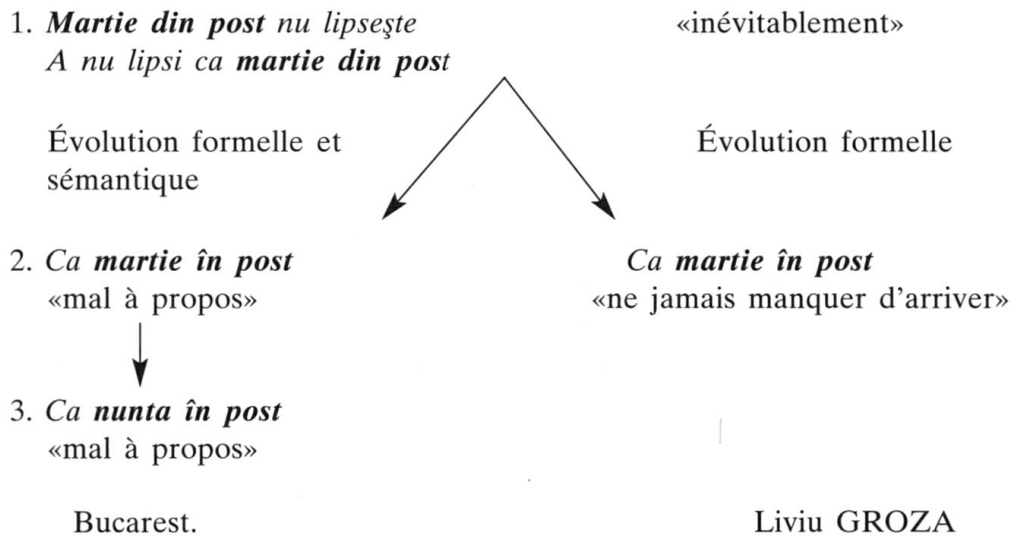 1. Martie din post nu lipsește «inévitablement»
A nu lipsi ca martie din post
Évolution formelle et Évolution formelle
sémantique
2. Ca martie în post Ca martie în post
«mal à propos» «ne jamais manquer d'arriver»
3. Ca nunta în post
«mal à propos»
Bucarest. Liviu GROZA